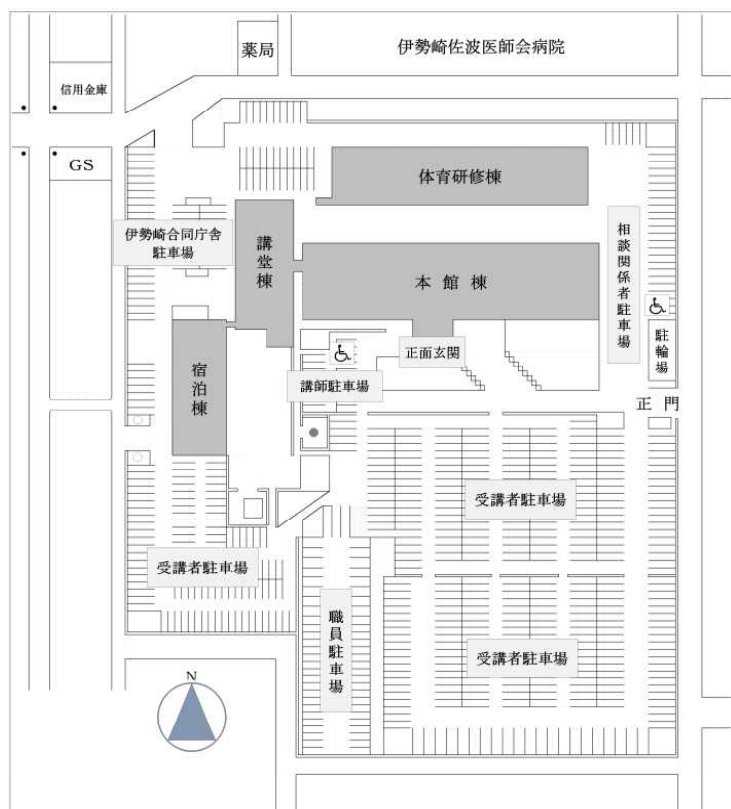 薬局
伊勢崎佐波医師会病院
信用金庫
GS
体育研修棟
伊勢崎合同庁舎
駐車場
講堂棟
本館棟
相談関係者駐車場
駐輪場
正面玄関
宿泊棟
講師駐車場
正門
受講者駐車場
受講者駐車場
職員駐車場
受講者駐車場
N